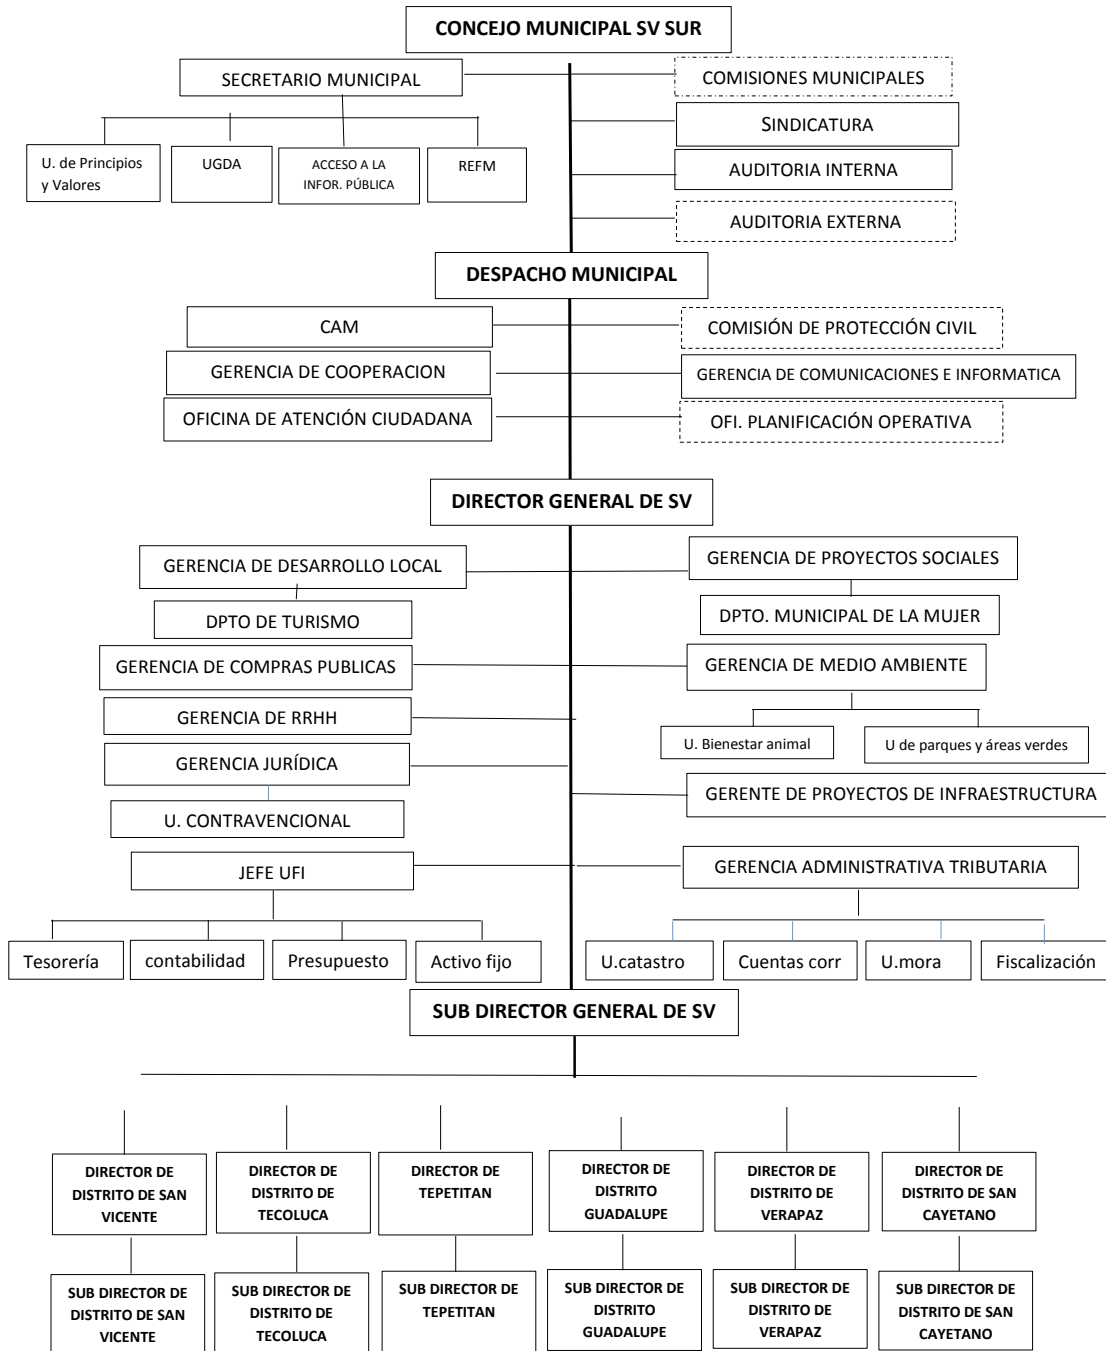 CONCEJO MUNICIPAL SV SUR
SECRETARIO MUNICIPAL
COMISIONES MUNICIPALES
SINDICATURA
U. de Principios
y Valores
UGDA
ACCESO A LA
INFOR. PÚBLICA
REFM
AUDITORIA INTERNA
AUDITORIA EXTERNA
DESPACHO MUNICIPAL
CAM
COMISIÓN DE PROTECCIÓN CIVIL
GERENCIA DE COOPERACION
GERENCIA DE COMUNICACIONES E INFORMATICA
OFICINA DE ATENCIÓN CIUDADANA
OFI. PLANIFICACIÓN OPERATIVA
DIRECTOR GENERAL DE SV
GERENCIA DE DESARROLLO LOCAL
GERENCIA DE PROYECTOS SOCIALES
DPTO DE TURISMO
DPTO. MUNICIPAL DE LA MUJER
GERENCIA DE COMPRAS PUBLICAS
GERENCIA DE MEDIO AMBIENTE
GERENCIA DE RRHH
U. Bienestar animal
U de parques y áreas verdes
GERENCIA JURÍDICA
GERENTE DE PROYECTOS DE INFRAESTRUCTURA
U. CONTRAVENCIONAL
JEFE UFI
GERENCIA ADMINISTRATIVA TRIBUTARIA
Tesorería
contabilidad
Presupuesto
Activo fijo
U.catastro
Cuentas corr
U.mora
Fiscalización
SUB DIRECTOR GENERAL DE SV
DIRECTOR DE
DISTRITO DE SAN
VICENTE
DIRECTOR DE
DISTRITO DE
TECOLUCA
DIRECTOR DE
TEPETITAN
DIRECTOR DE
DISTRITO
GUADALUPE
DIRECTOR DE
DISTRITO DE
VERAPAZ
DIRECTOR DE
DISTRITO DE SAN
CAYETANO
SUB DIRECTOR DE
DISTRITO DE SAN
VICENTE
SUB DIRECTOR DE
DISTRITO DE
TECOLUCA
SUB DIRECTOR DE
TEPETITAN
SUB DIRECTOR DE
DISTRITO
GUADALUPE
SUB DIRECTOR DE
DISTRITO DE
VERAPAZ
SUB DIRECTOR DE
DISTRITO DE SAN
CAYETANO